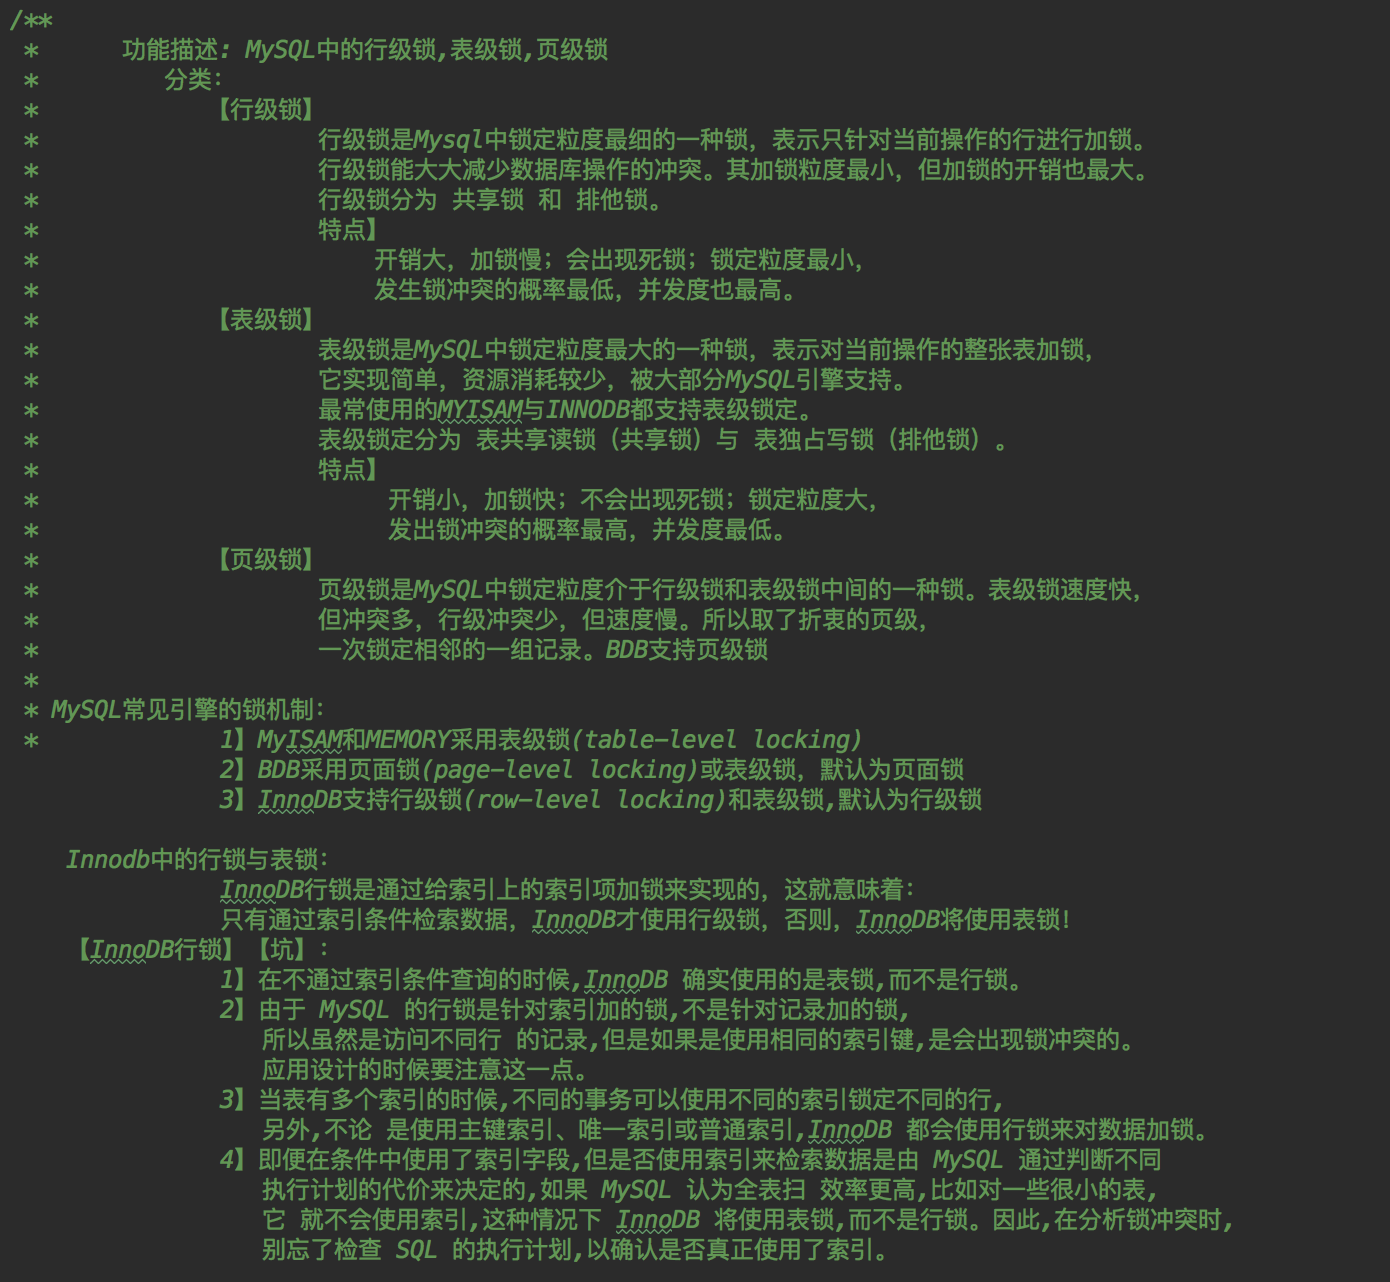 /**
*      功能描述: MySQL中的行级锁,表级锁,页级锁
*         分类:
*             【行级锁】
*                     行级锁是Mysql中锁定粒度最细的一种锁，表示只针对当前操作的行进行加锁。
*                     行级锁能大大减少数据库操作的冲突。其加锁粒度最小，但加锁的开销也最大。
*                     行级锁分为 共享锁 和 排他锁。
*                     特点】
*                         开销大，加锁慢；会出现死锁；锁定粒度最小，
*                         发生锁冲突的概率最低，并发度也最高。
*             【表级锁】
*                     表级锁是MySQL中锁定粒度最大的一种锁，表示对当前操作的整张表加锁，
*                     它实现简单，资源消耗较少，被大部分MySQL引擎支持。
*                     最常使用的MYISAM与INNODB都支持表级锁定。
*                     表级锁定分为 表共享读锁（共享锁）与 表独占写锁（排他锁）。
*                     特点】
*                          开销小，加锁快；不会出现死锁；锁定粒度大，
*                          发出锁冲突的概率最高，并发度最低。
*             【页级锁】
*                     页级锁是MySQL中锁定粒度介于行级锁和表级锁中间的一种锁。表级锁速度快，
*                     但冲突多，行级冲突少，但速度慢。所以取了折衷的页级，
*                     一次锁定相邻的一组记录。BDB支持页级锁
*
* MySQL常见引擎的锁机制：
*             1】MyISAM和MEMORY采用表级锁(table-level locking)
              2】BDB采用页面锁(page-level locking)或表级锁，默认为页面锁
              3】InnoDB支持行级锁(row-level locking)和表级锁,默认为行级锁
   Innodb中的行锁与表锁：
              InnoDB行锁是通过给索引上的索引项加锁来实现的，这就意味着：
              只有通过索引条件检索数据，InnoDB才使用行级锁，否则，InnoDB将使用表锁！
   【InnoDB行锁】【坑】：
              1】在不通过索引条件查询的时候,InnoDB 确实使用的是表锁,而不是行锁。
              2】由于 MySQL 的行锁是针对索引加的锁,不是针对记录加的锁,
                 所以虽然是访问不同行 的记录,但是如果是使用相同的索引键,是会出现锁冲突的。
                 应用设计的时候要注意这一点。
              3】当表有多个索引的时候,不同的事务可以使用不同的索引锁定不同的行,
                 另外,不论 是使用主键索引、唯一索引或普通索引,InnoDB 都会使用行锁来对数据加锁。
              4】即便在条件中使用了索引字段,但是否使用索引来检索数据是由 MySQL 通过判断不同
                 执行计划的代价来决定的,如果 MySQL 认为全表扫 效率更高,比如对一些很小的表,
                 它 就不会使用索引,这种情况下 InnoDB 将使用表锁,而不是行锁。因此,在分析锁冲突时,
                 别忘了检查 SQL 的执行计划,以确认是否真正使用了索引。